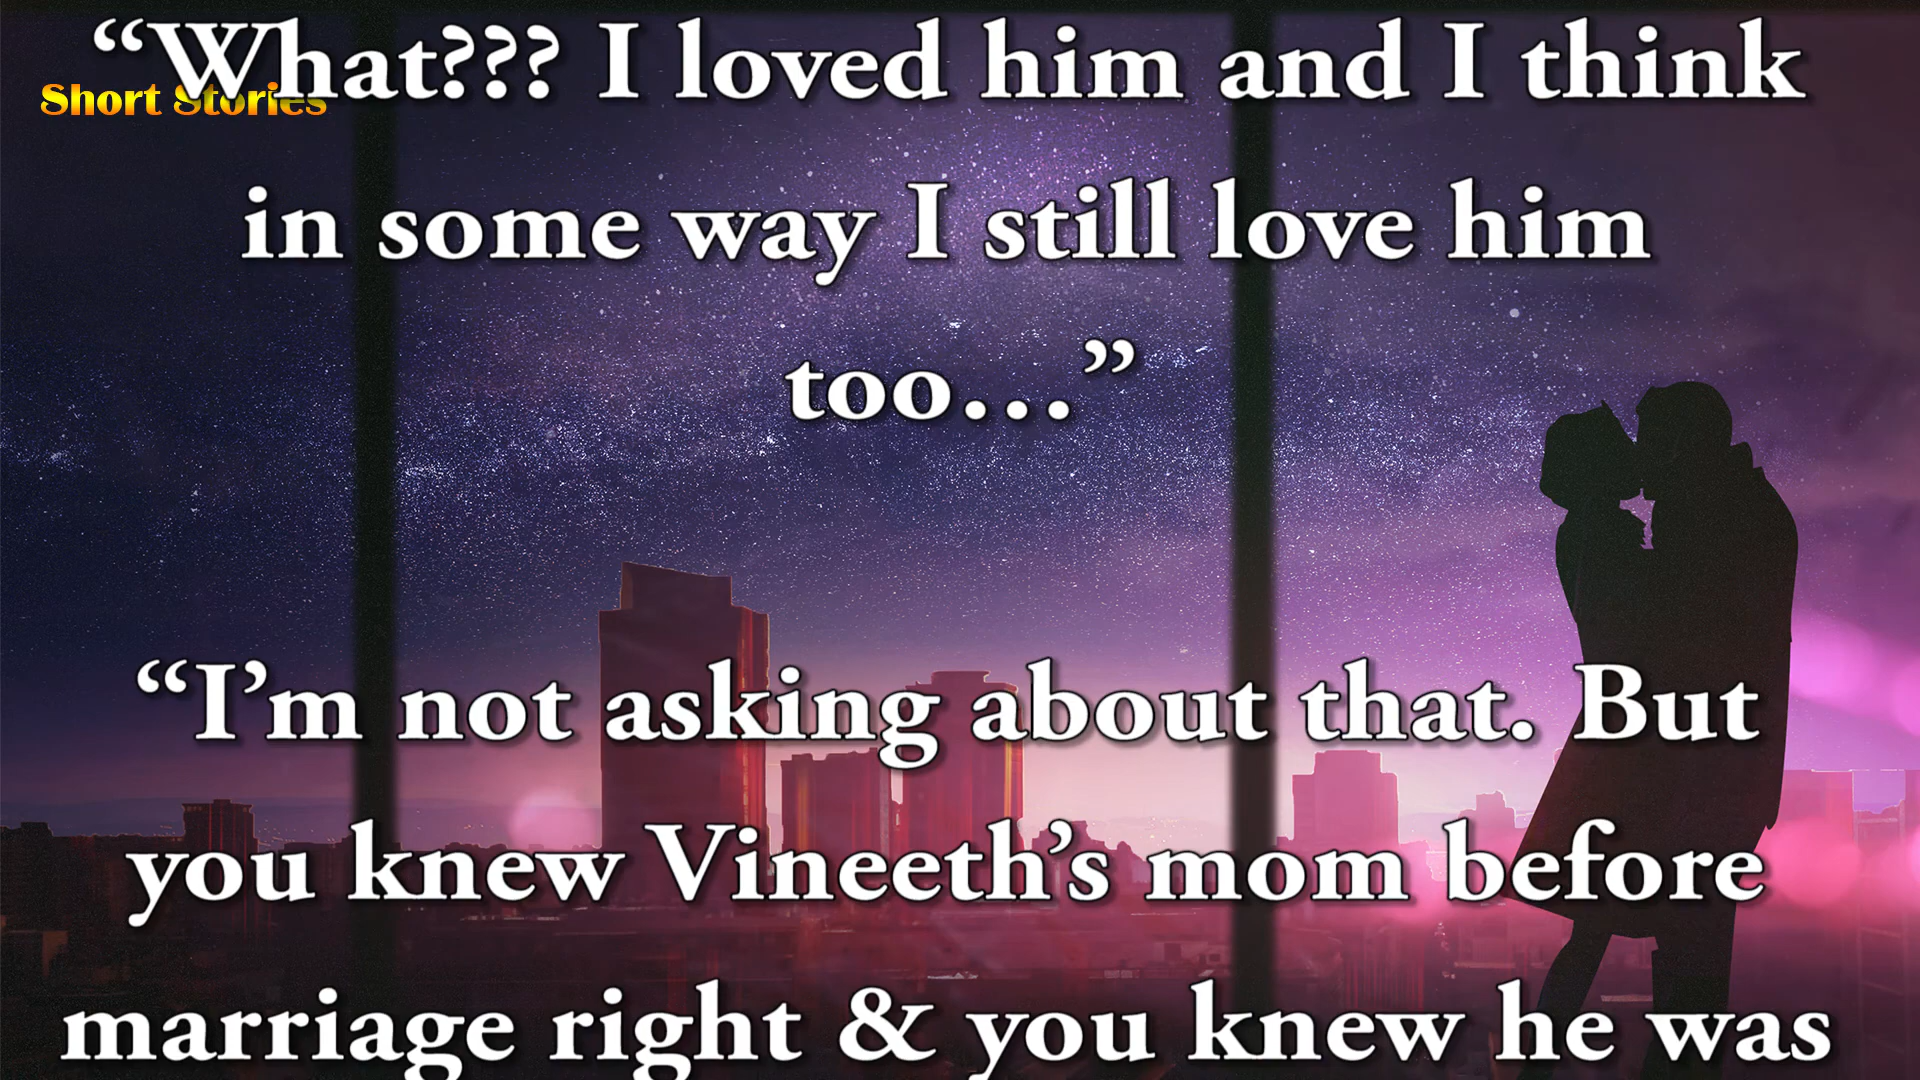 “What??? I loved him and I think
Short Stories
in some way I still love him
too…”
“I’m not asking about that. But
you knew Vineeth’s mom before
marriage right & you knew he was